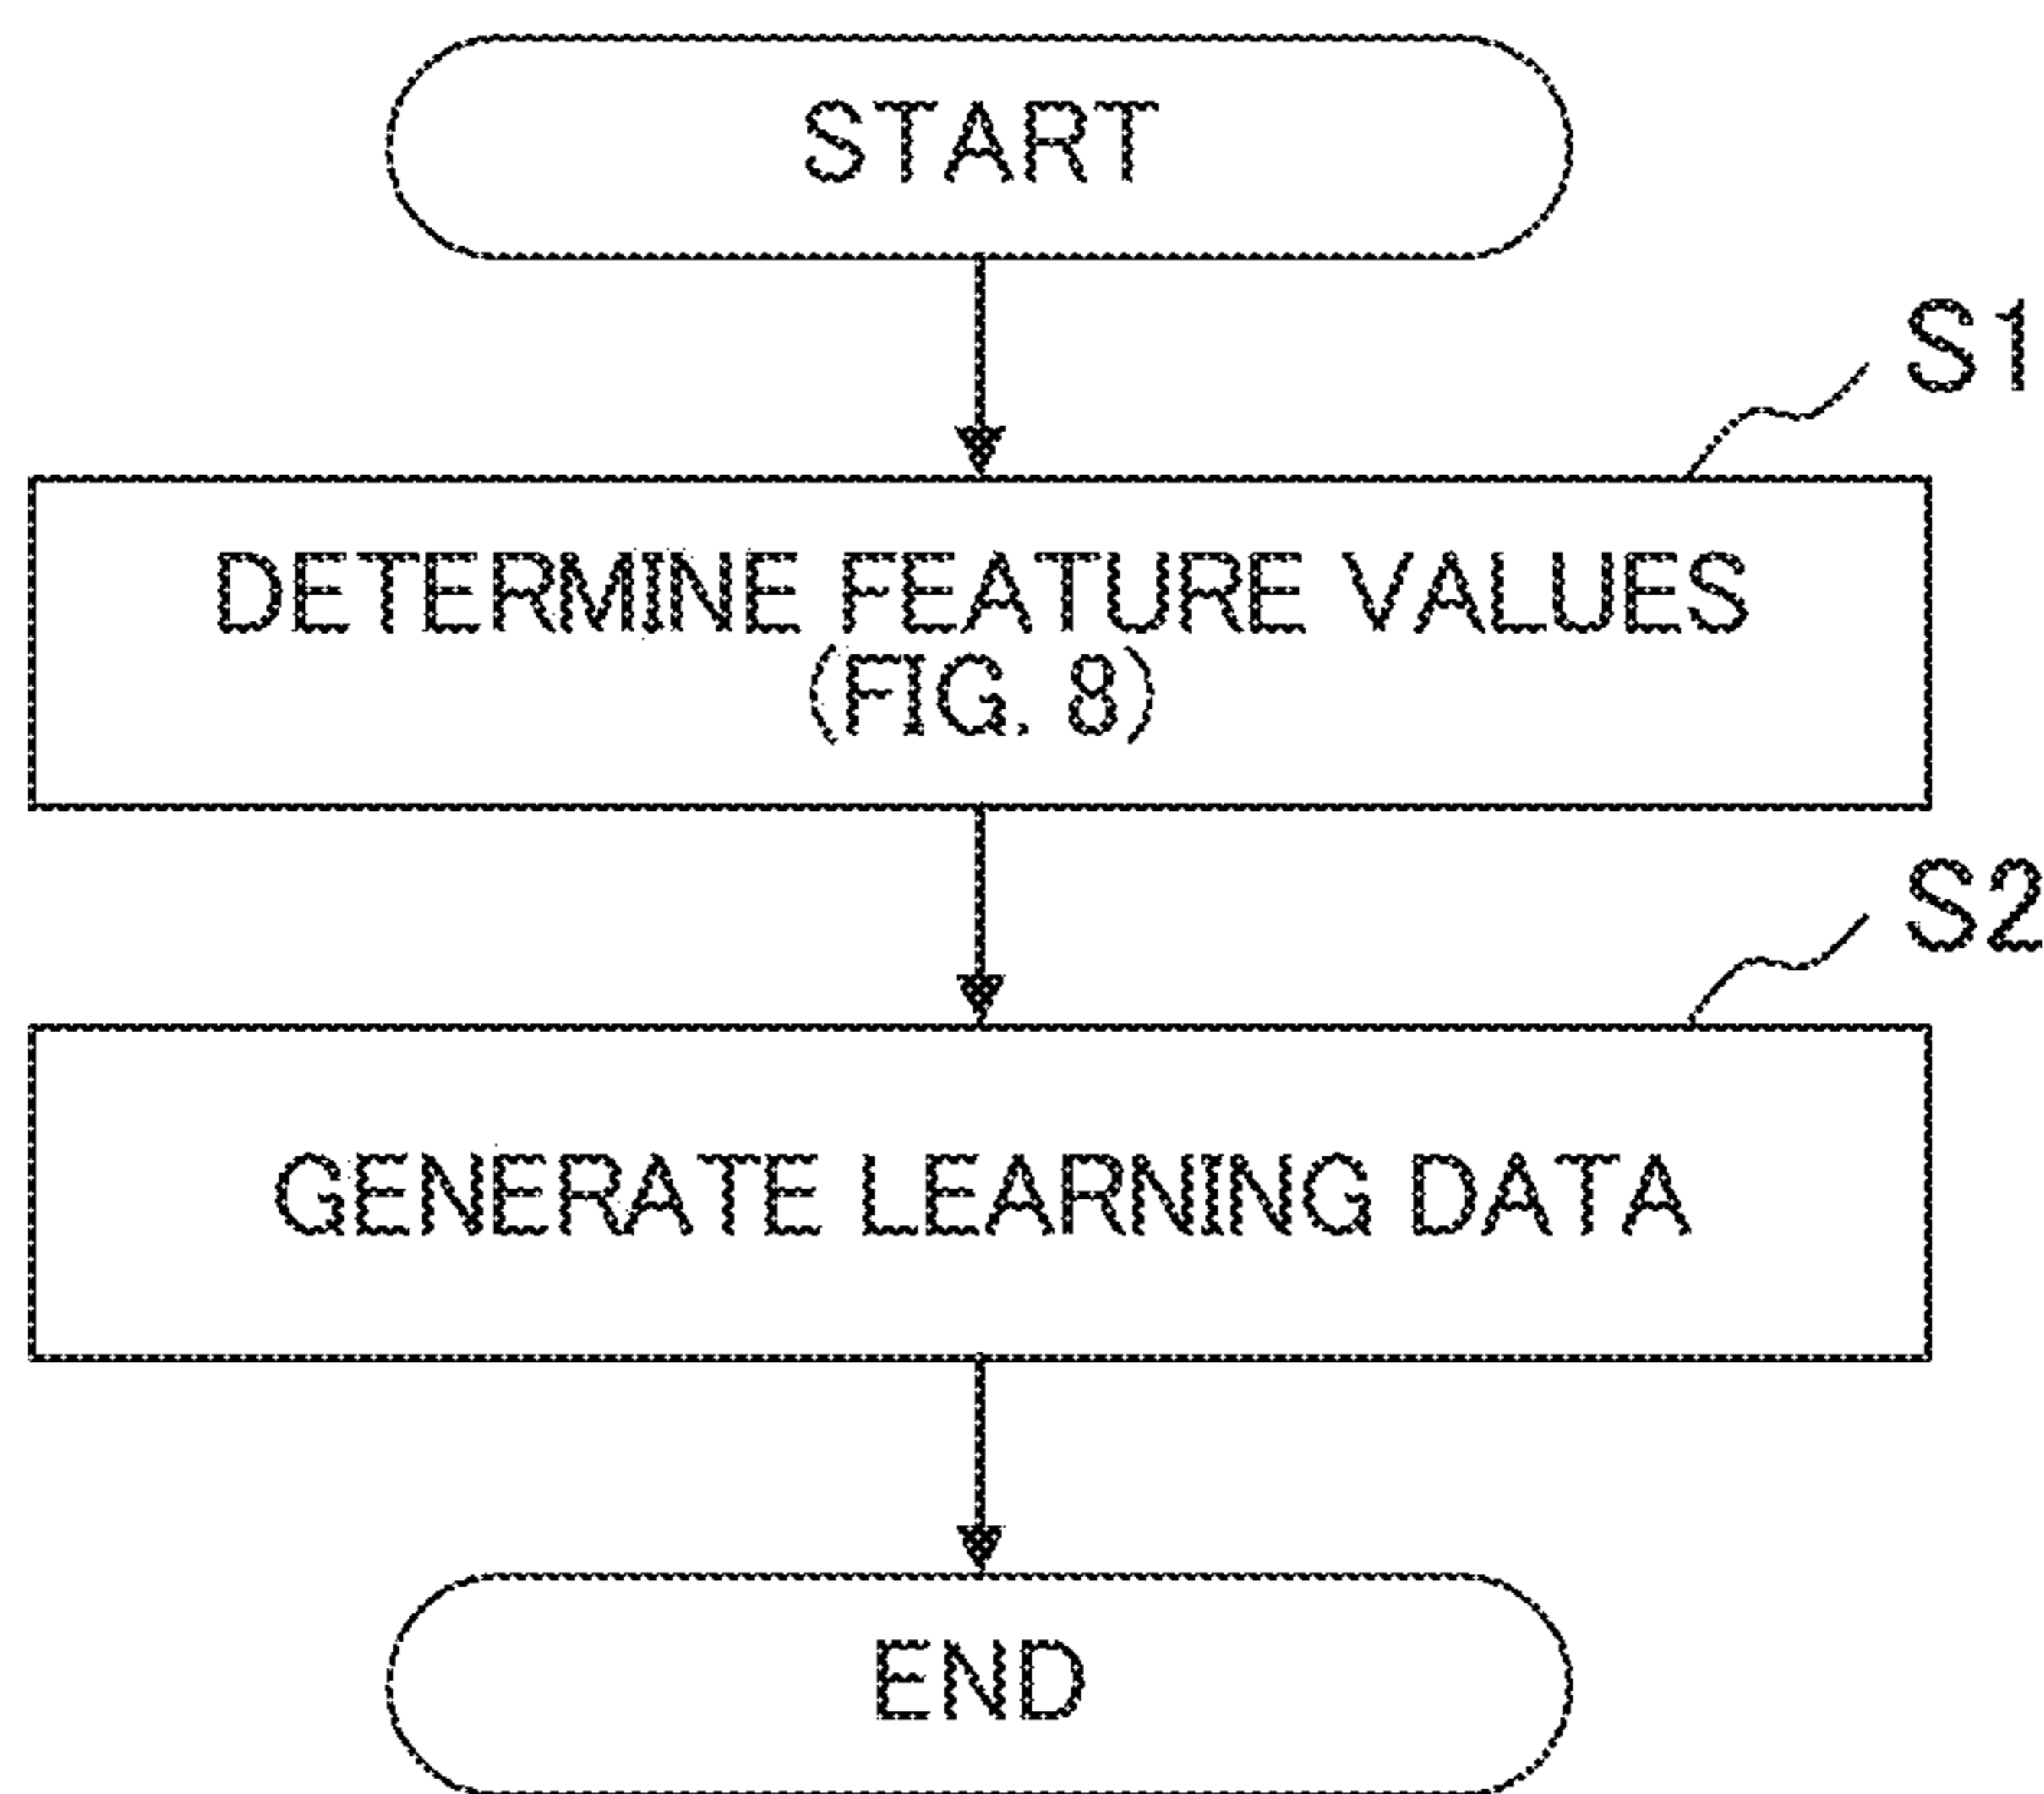 START
S1
DETERMINE FEATURE VALUES
(FIG. 8)
S2
GENERATE LEARNING DATA
END